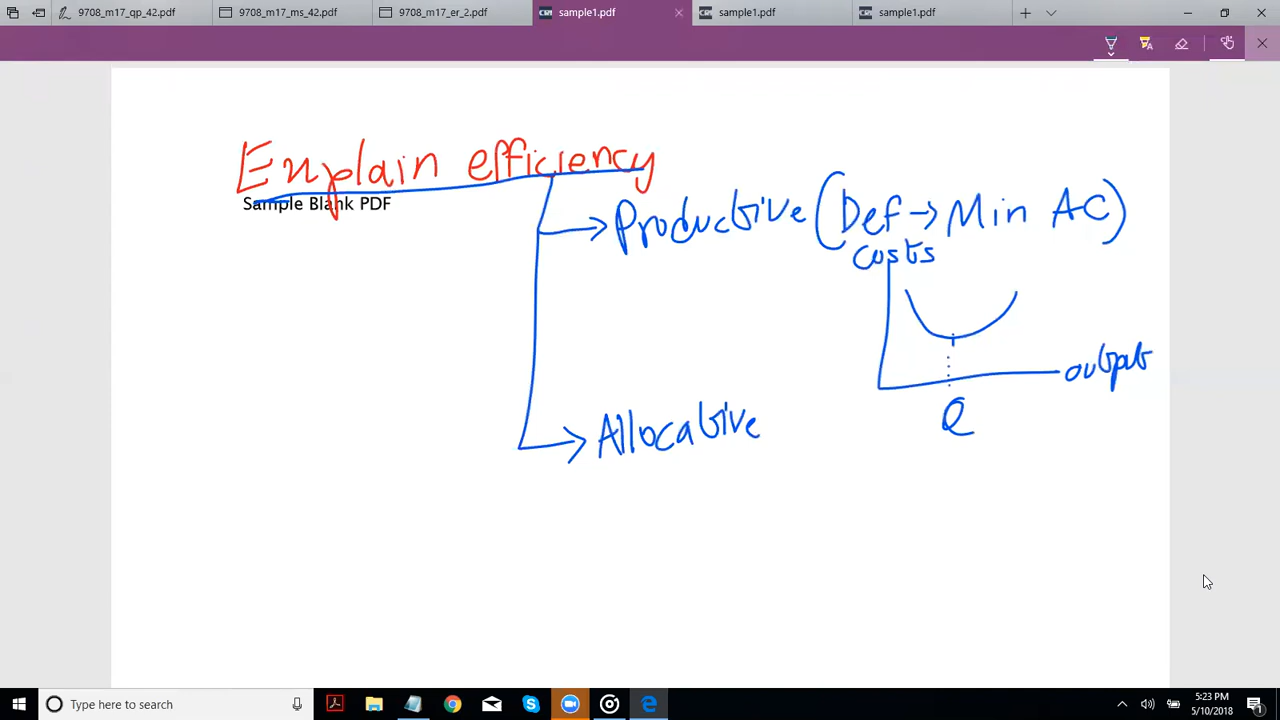 9708_m17_qp_42.pdf
9708_m17_ms_42.pdf
9708_m17_er_2.pdf
sample1.pdf
sample1.pdf
sample1.pdf
Explain efficiency
Sample Blank PDF
Productive (Def → Min AC)
Costs
output
Q
Allocative
Type here to search
5:23 PM
5/10/2018